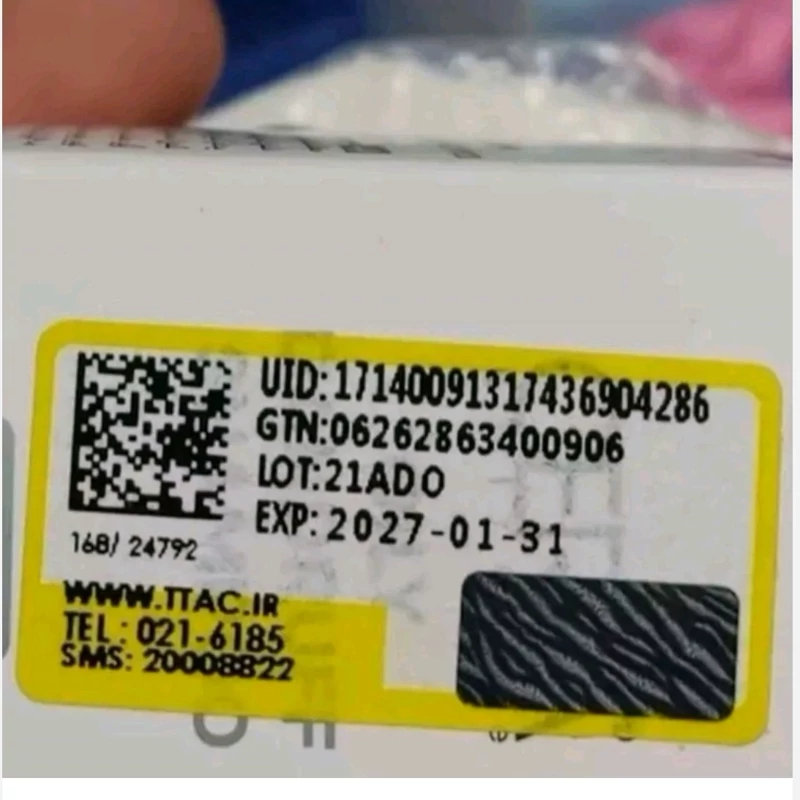 UID:17140091317436904286
GTN:06262863400906
LOT:21ADO
EXP:2027-01-31
168/ 24792
WWW.TTAC.IR
TEL : 021-6185
SMS: 20008822